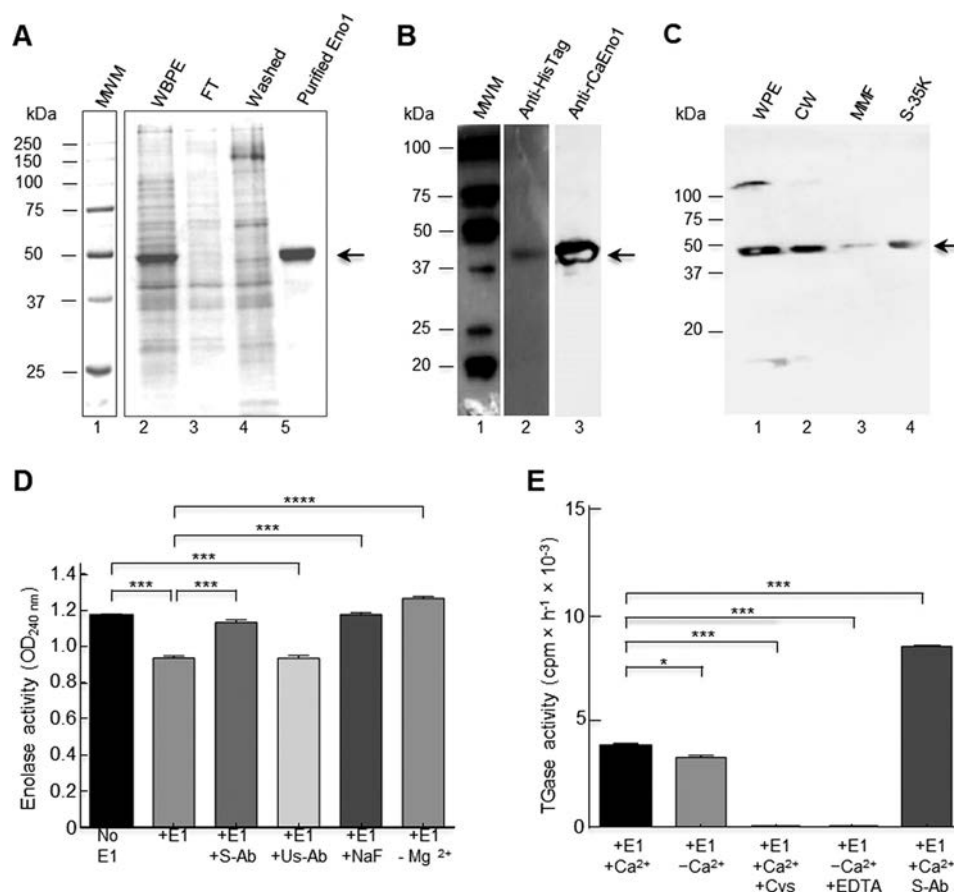 A
MWM
WBPE
FT
Washed
Purified Eno1
kDa
250
150
100
75
50
37
25
1
2
3
4
5
B
MWM
Anti-HisTag
Anti-rCaEno1
kDa
100
75
50
37
25
20
1
2
3
C
WPE
CW
MMF
S-35K
kDa
100
75
50
37
20
1
2
3
4
D
****
***
***
*** ***
Enolase activity (OD240 nm)
1.4
1.2
1.0
0.8
0.6
0.4
0.2
0
No E1
+E1
+E1 +S-Ab
+E1 +Us-Ab
+E1 +NaF
+E1 - Mg 2+
E
***
***
***
*
TGase activity (cpm × h-1 × 10-3)
15
10
5
0
+E1 +Ca2+
+E1 −Ca2+
+E1 +Ca2+ +Cys
+E1 −Ca2+ +EDTA
+E1 +Ca2+ S-Ab